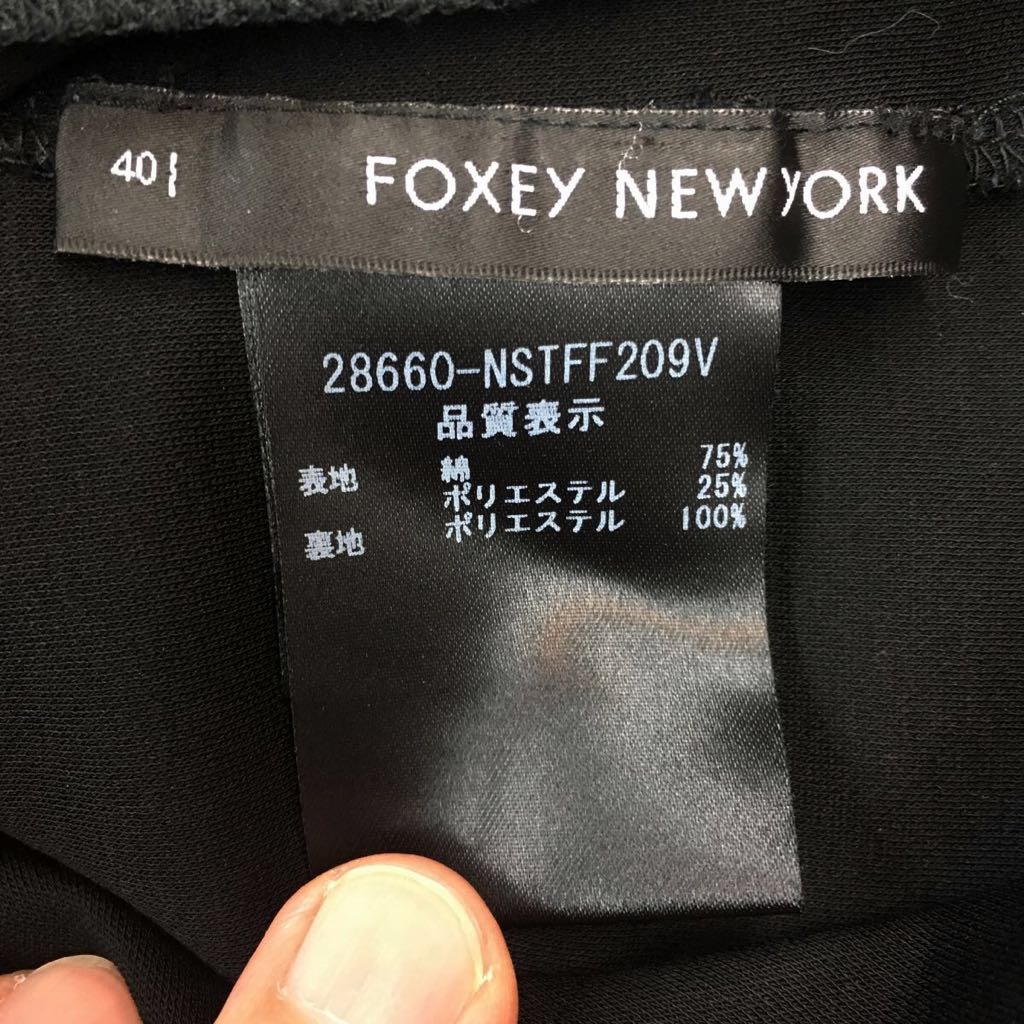 40 FOXEY NEW YORK
28660-NSTFF209V
品質表示
表地 綿 75%
ポリエステル 25%
裏地 ポリエステル 100%